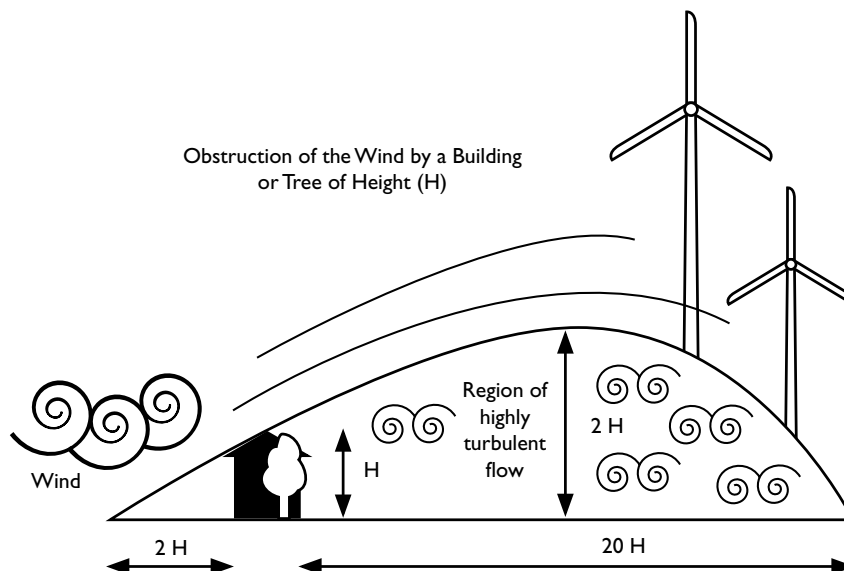 Obstruction of the Wind by a Building
or Tree of Height (H)
Region of
highly
turbulent
flow
2 H
H
Wind
2 H
20 H